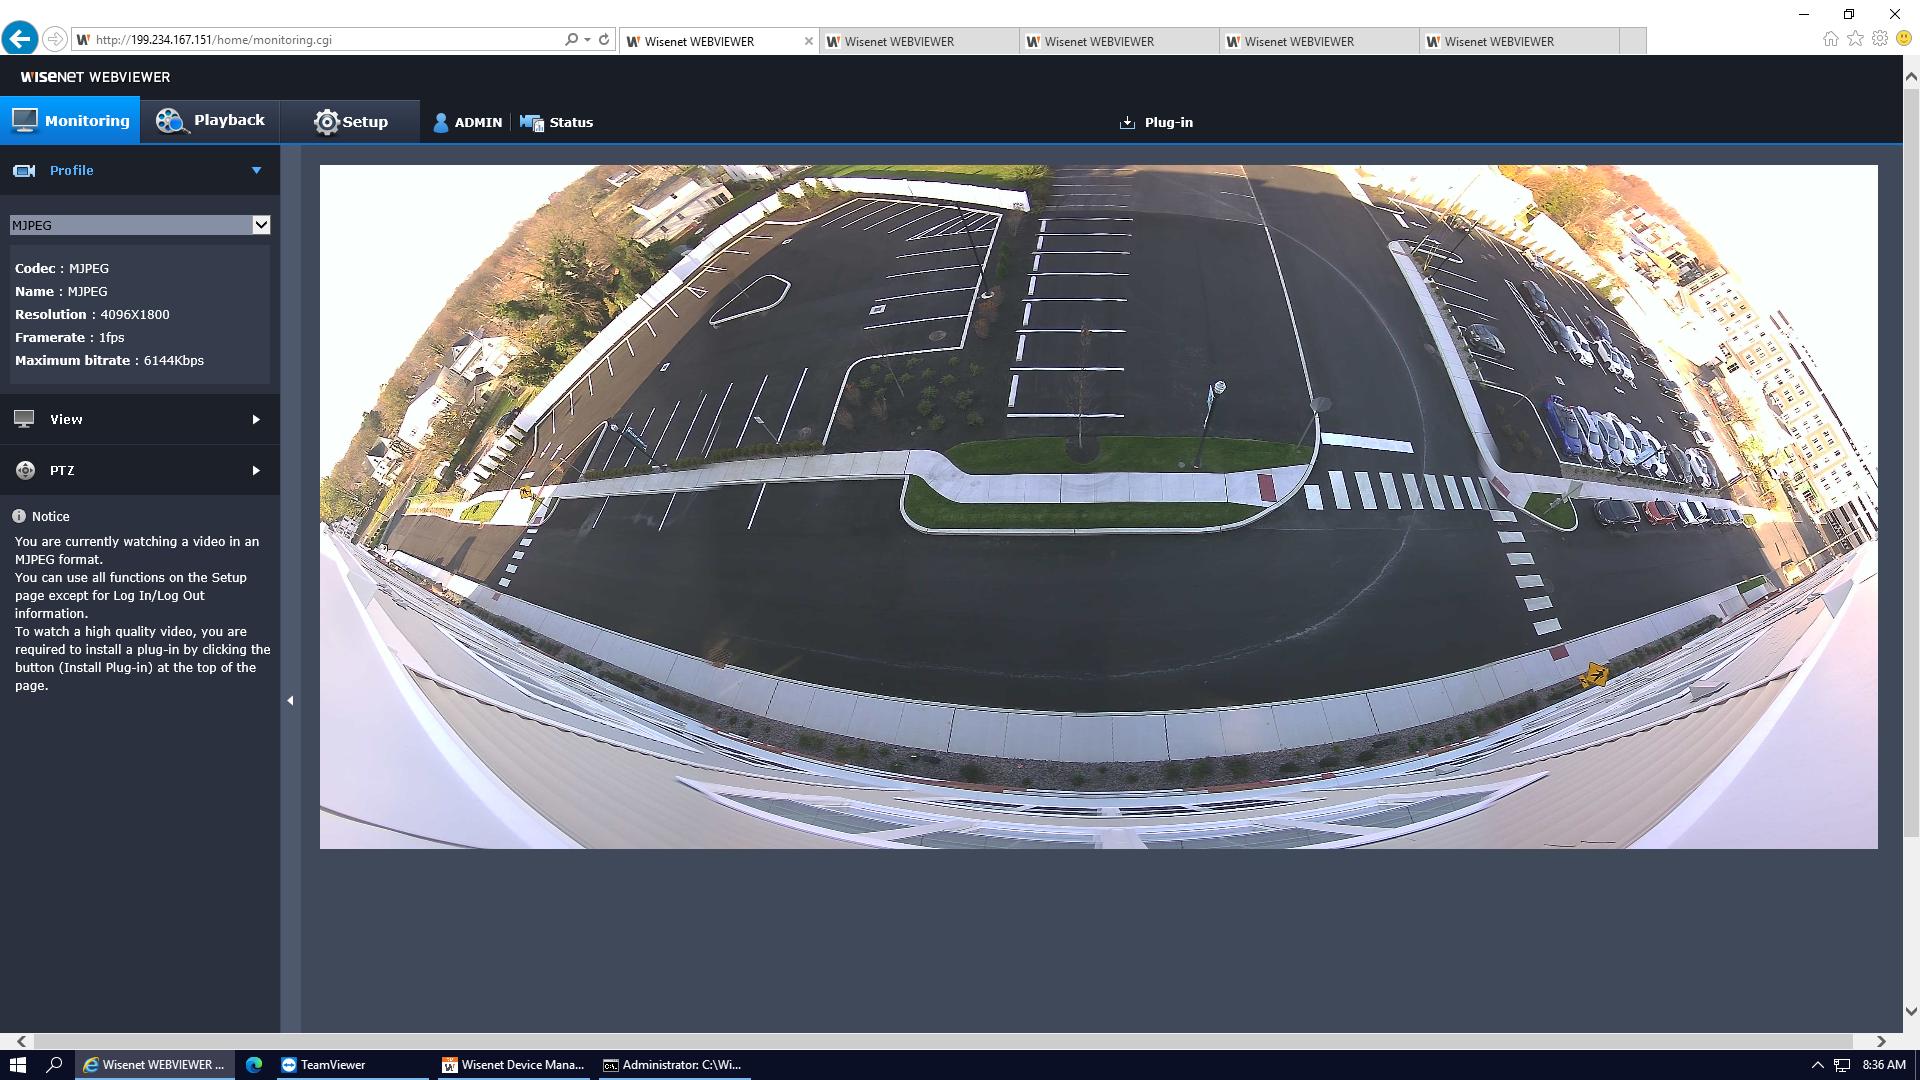 http://199.234.167.151/home/monitoring.cgi
Wisenet WEBVIEWER
Wisenet WEBVIEWER
Wisenet WEBVIEWER
Wisenet WEBVIEWER
Wisenet WEBVIEWER
WISENET WEBVIEWER
Monitoring
Playback
Setup
ADMIN
Status
Plug-in
Profile
MJPEG
Codec : MJPEG
Name : MJPEG
Resolution : 4096X1800
Framerate : 1fps
Maximum bitrate : 6144Kbps
View
PTZ
Notice
You are currently watching a video in an
MJPEG format.
You can use all functions on the Setup
page except for Log In/Log Out
information.
To watch a high quality video, you are
required to install a plug-in by clicking the
button (Install Plug-in) at the top of the
page.
Wisenet WEBVIEWER ...
TeamViewer
Wisenet Device Mana...
Administrator: C:\Wi...
8:36 AM